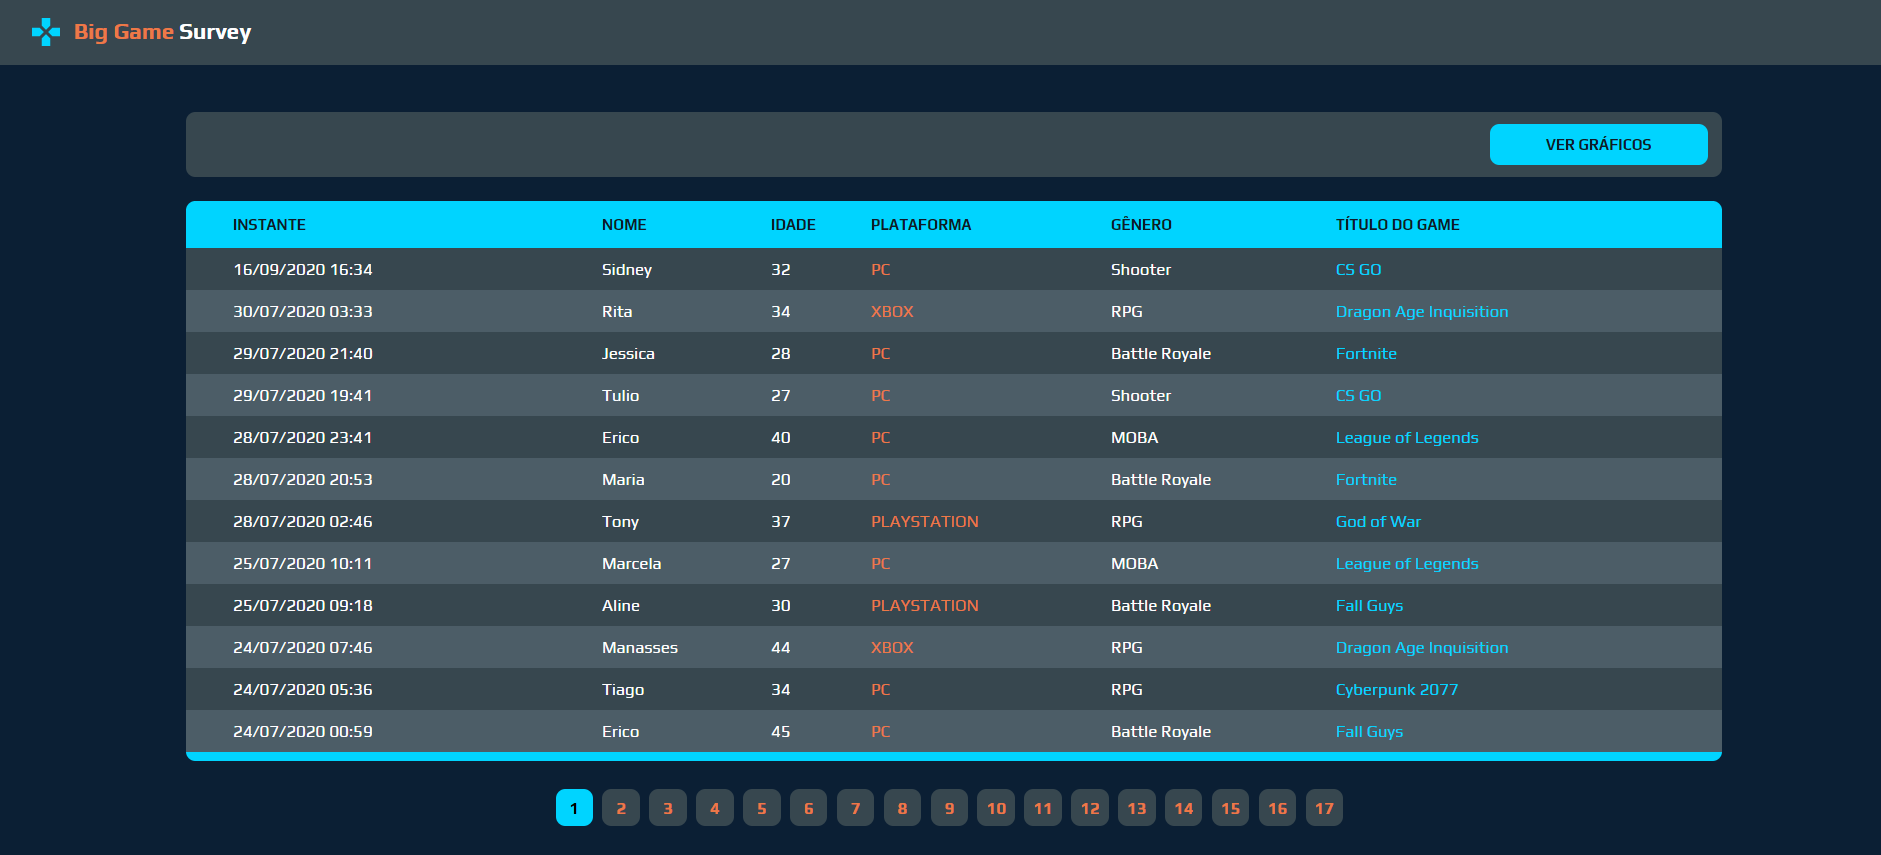 Big Game Survey
VER GRÁFICOS
INSTANTE NOME IDADE PLATAFORMA GÊNERO TÍTULO DO GAME
16/09/2020 16:34 Sidney 32 PC Shooter CS GO
30/07/2020 03:33 Rita 34 XBOX RPG Dragon Age Inquisition
29/07/2020 21:40 Jessica 28 PC Battle Royale Fortnite
29/07/2020 19:41 Tulio 27 PC Shooter CS GO
28/07/2020 23:41 Erico 40 PC MOBA League of Legends
28/07/2020 20:53 Maria 20 PC Battle Royale Fortnite
28/07/2020 02:46 Tony 37 PLAYSTATION RPG God of War
25/07/2020 10:11 Marcela 27 PC MOBA League of Legends
25/07/2020 09:18 Aline 30 PLAYSTATION Battle Royale Fall Guys
24/07/2020 07:46 Manasses 44 XBOX RPG Dragon Age Inquisition
24/07/2020 05:36 Tiago 34 PC RPG Cyberpunk 2077
24/07/2020 00:59 Erico 45 PC Battle Royale Fall Guys
1 2 3 4 5 6 7 8 9 10 11 12 13 14 15 16 17